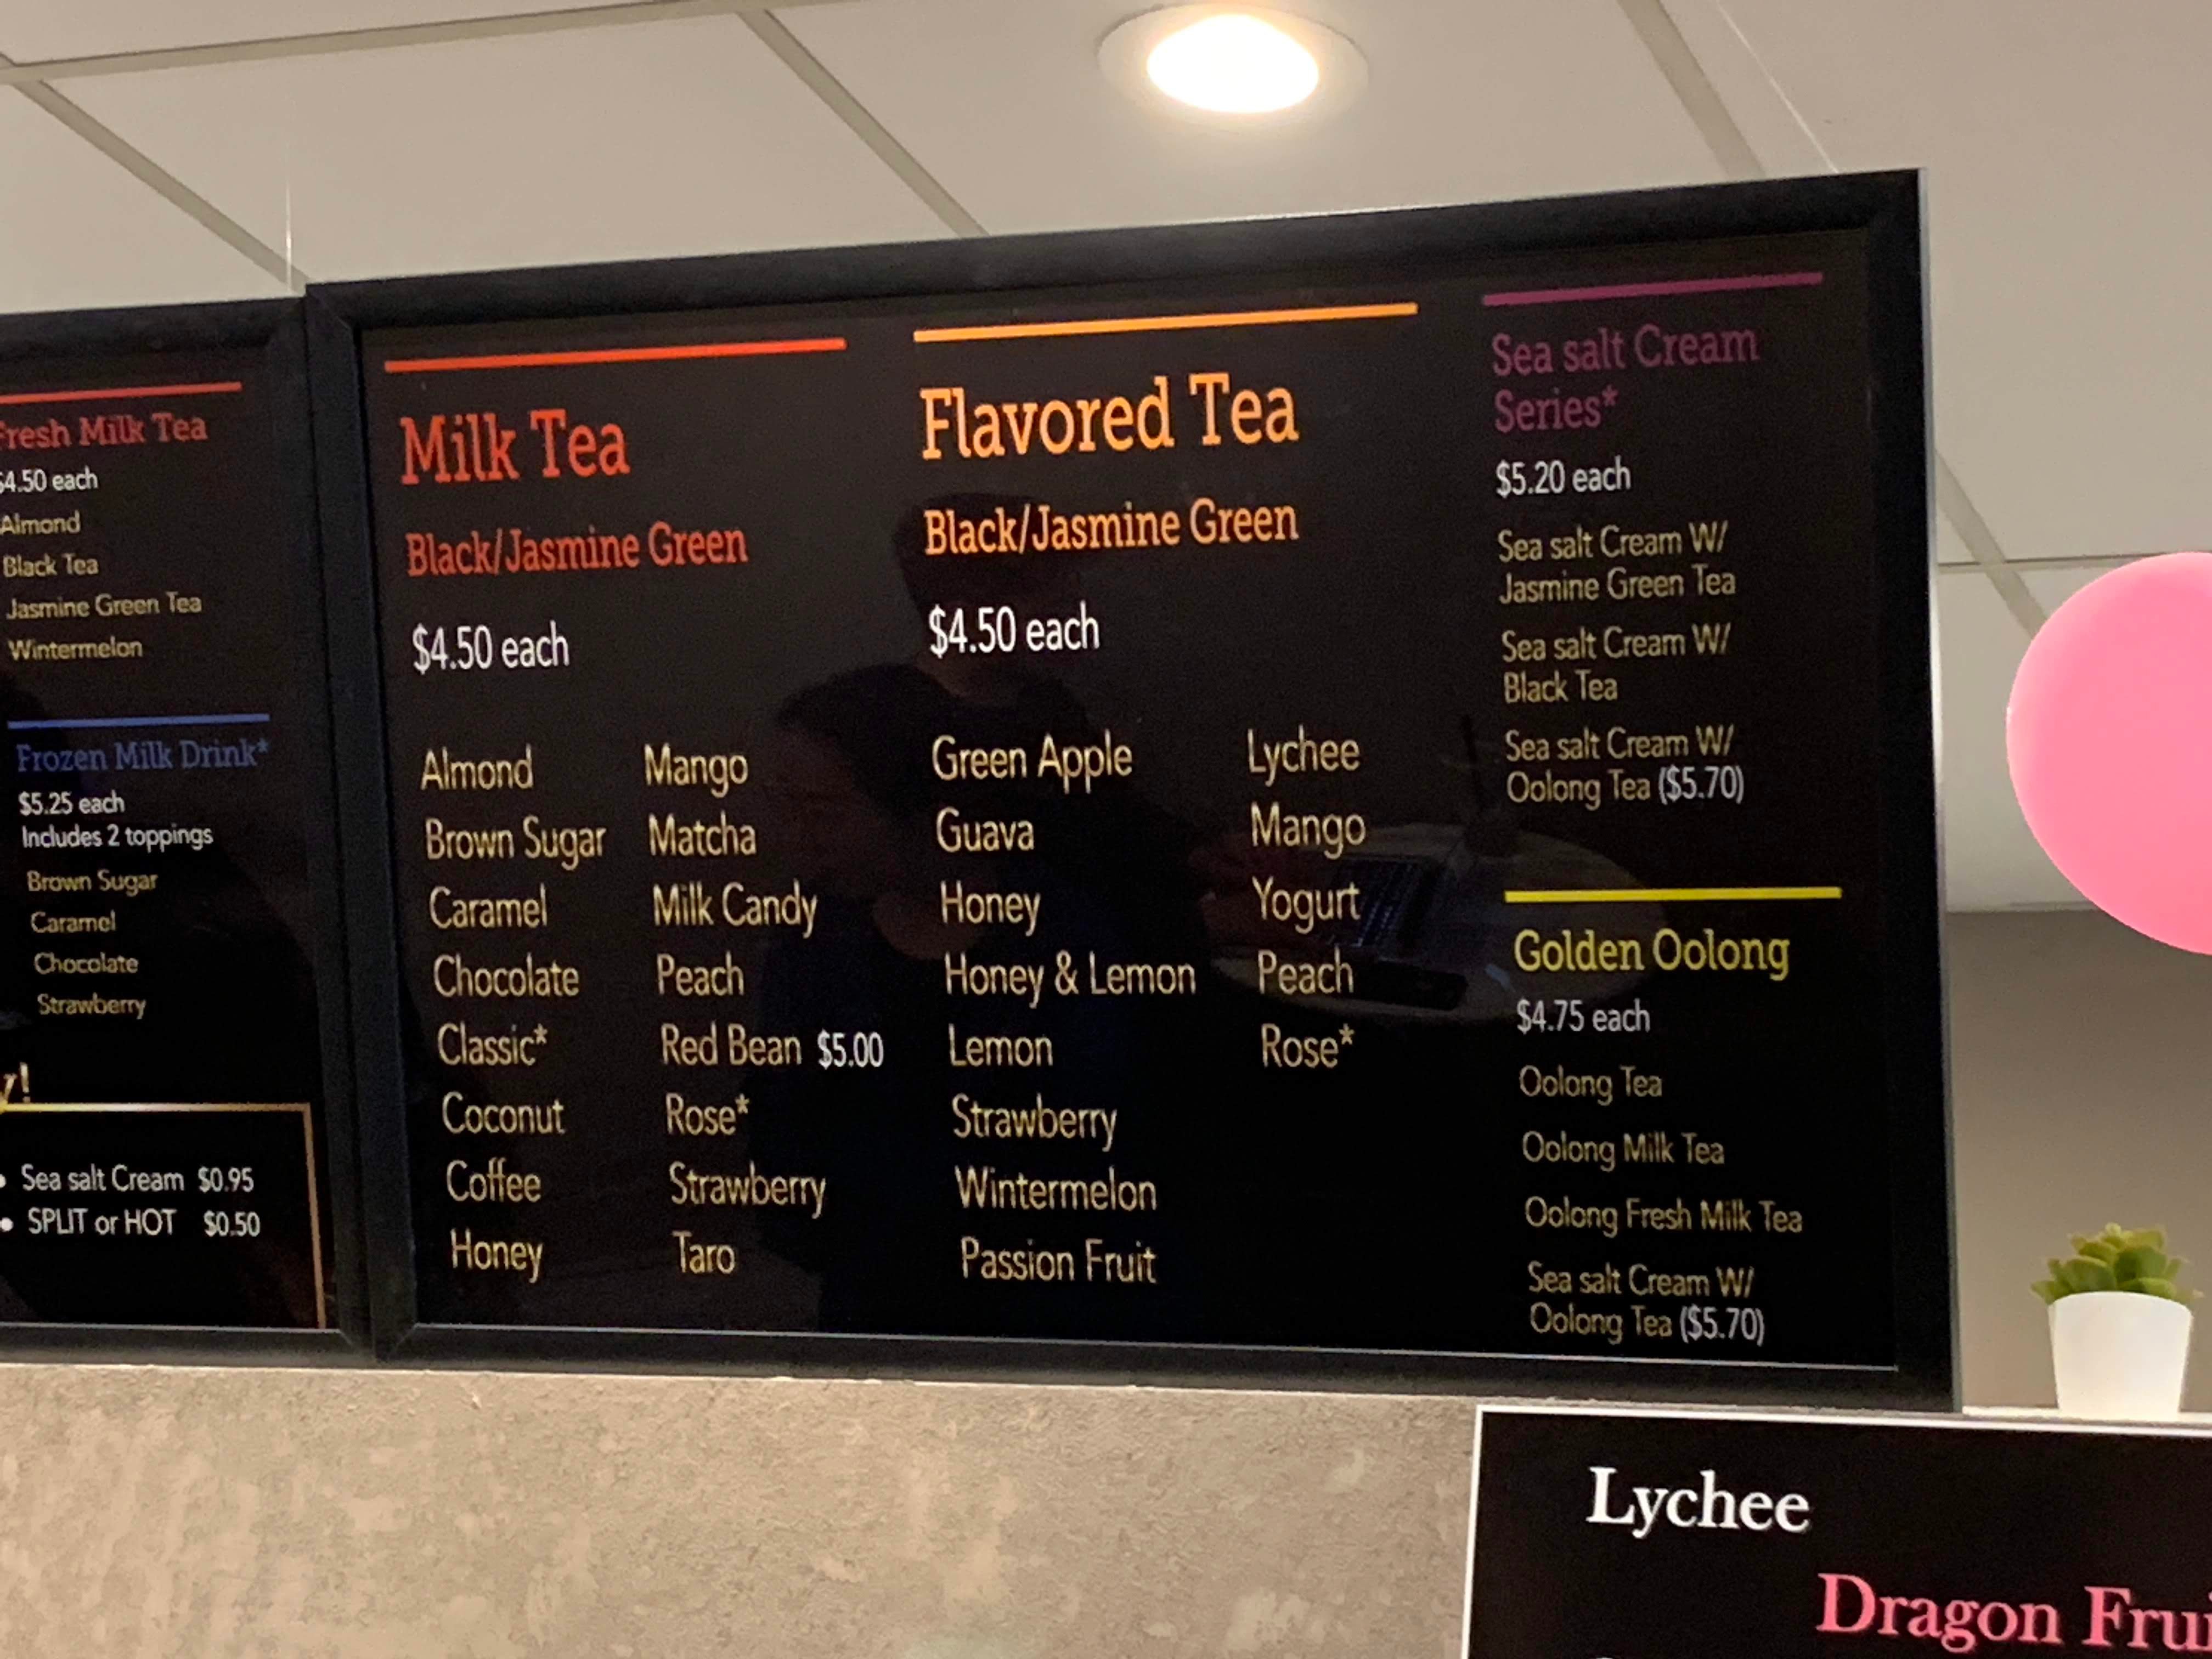 Fresh Milk Tea
$4.50 each
Almond
Black Tea
Jasmine Green Tea
Wintermelon
Frozen Milk Drink*
$5.25 each
Includes 2 toppings
Brown Sugar
Caramel
Chocolate
Strawberry
y!
• Sea salt Cream $0.95
• SPLIT or HOT $0.50
Milk Tea
Black/Jasmine Green
$4.50 each
Almond
Brown Sugar
Caramel
Chocolate
Classic*
Coconut
Coffee
Honey
Mango
Matcha
Milk Candy
Peach
Red Bean $5.00
Rose*
Strawberry
Taro
Flavored Tea
Black/Jasmine Green
$4.50 each
Green Apple
Guava
Honey
Honey & Lemon
Lemon
Strawberry
Wintermelon
Passion Fruit
Lychee
Mango
Yogurt
Peach
Rose*
Sea salt Cream
Series*
$5.20 each
Sea salt Cream W/
Jasmine Green Tea
Sea salt Cream W/
Black Tea
Sea salt Cream W/
Oolong Tea ($5.70)
Golden Oolong
$4.75 each
Oolong Tea
Oolong Milk Tea
Oolong Fresh Milk Tea
Sea salt Cream W/
Oolong Tea ($5.70)
Lychee
Dragon Frui